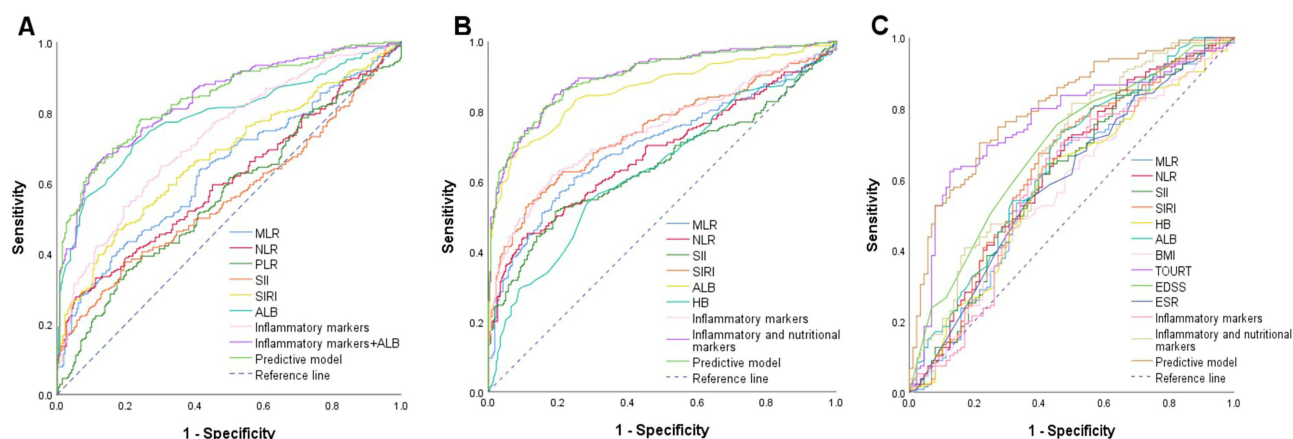 A
Sensitivity
1.0
0.8
0.6
0.4
0.2
0.0
MLR
NLR
PLR
SII
SIRI
ALB
Inflammatory markers
Inflammatory markers+ALB
Predictive model
Reference line
0.0 0.2 0.4 0.6 0.8 1.0
1 - Specificity
B
Sensitivity
1.0
0.8
0.6
0.4
0.2
0.0
MLR
NLR
SII
SIRI
ALB
HB
Inflammatory markers
Inflammatory and nutritional
markers
Predictive model
Reference line
0.0 0.2 0.4 0.6 0.8 1.0
1 - Specificity
C
Sensitivity
1.0
0.8
0.6
0.4
0.2
0.0
MLR
NLR
SII
SIRI
HB
ALB
BMI
TOURT
EDSS
ESR
Inflammatory markers
Inflammatory and nutritional
markers
Predictive model
Reference line
0.0 0.2 0.4 0.6 0.8 1.0
1 - Specificity